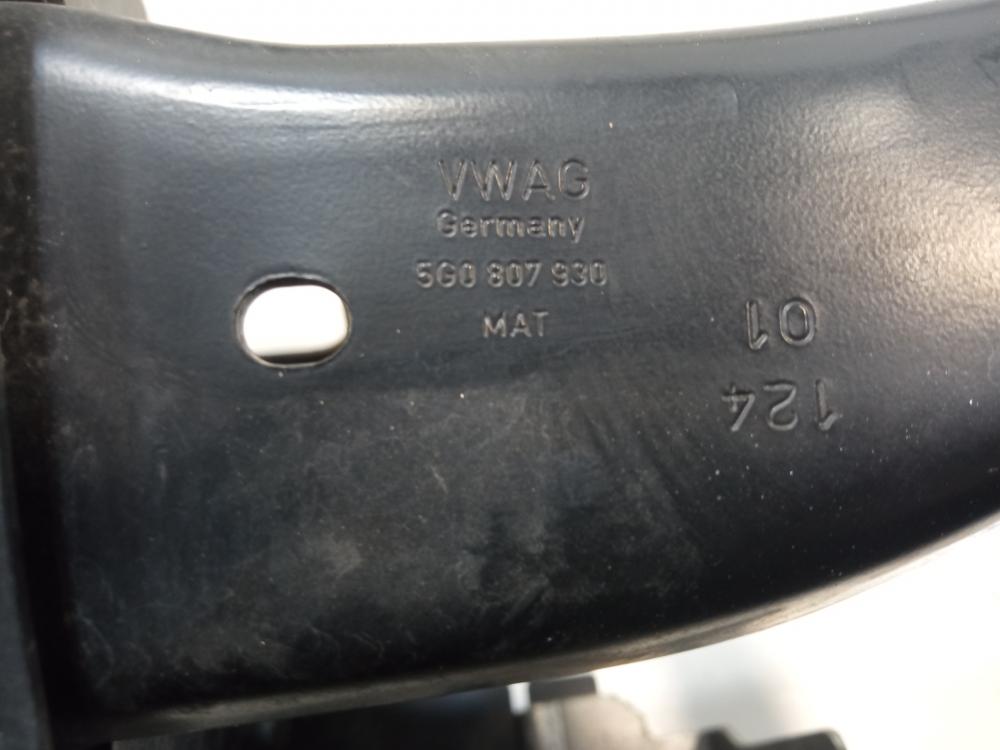 VWAG
Germany
5G0 807 930
MAT
124
01